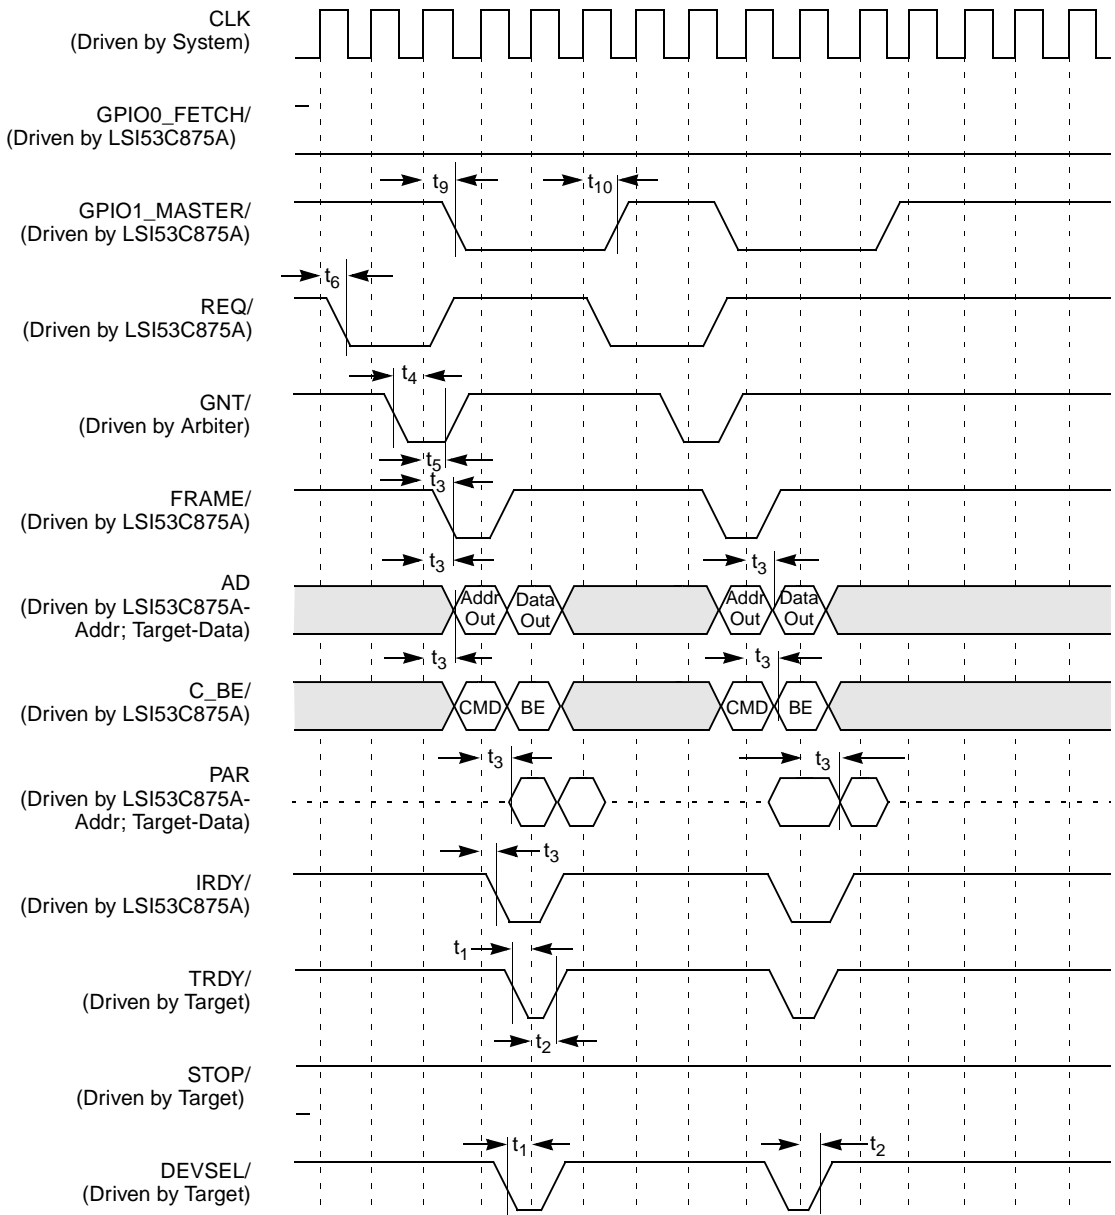 CLK
(Driven by System)
GPIO0_FETCH/
(Driven by LSI53C875A)
t9
t10
GPIO1_MASTER/
(Driven by LSI53C875A)
t6
REQ/
(Driven by LSI53C875A)
t4
GNT/
(Driven by Arbiter)
t5
t3
FRAME/
(Driven by LSI53C875A)
t3
t3
AD
(Driven by LSI53C875A-
Addr; Target-Data)
Addr Out
Data Out
Addr Out
Data Out
t3
t3
C_BE/
(Driven by LSI53C875A)
CMD
BE
CMD
BE
t3
t3
PAR
(Driven by LSI53C875A-
Addr; Target-Data)
t3
IRDY/
(Driven by LSI53C875A)
t1
TRDY/
(Driven by Target)
t2
STOP/
(Driven by Target)
t1
t2
DEVSEL/
(Driven by Target)